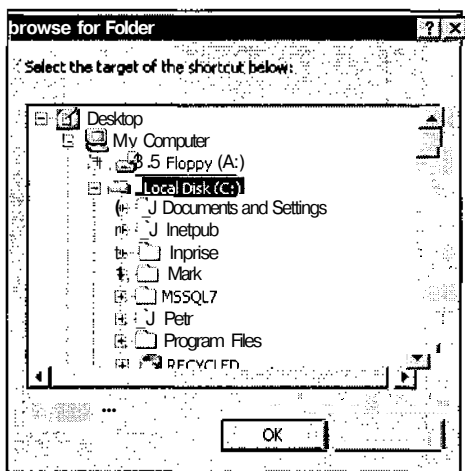 browse for Folder
Select the target of the shortcut below:
Desktop
My Computer
3.5 Floppy (A:)
Local Disk (C:)
Documents and Settings
Inetpub
Inprise
Mark
MSSQL7
Petr
Program Files
RECYCLED
OK